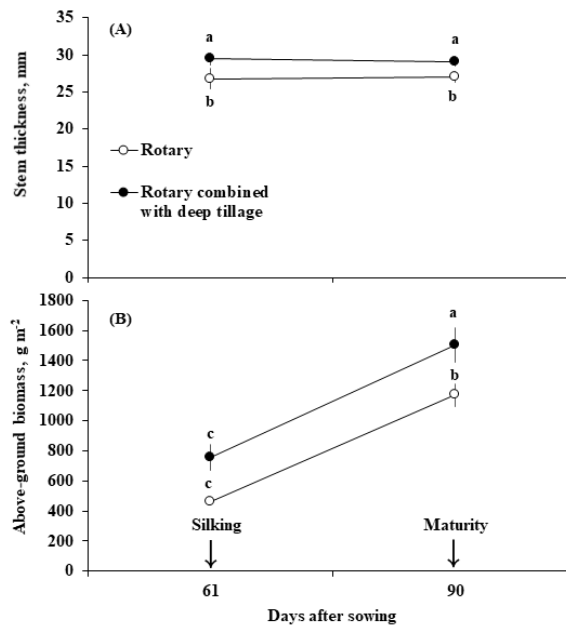 (A)
Stem thickness, mm
35
30
25
20
15
10
5
0
a
a
b
b
Rotary
Rotary combined
with deep tillage
(B)
Above-ground biomass, g m-2
1800
1600
1400
1200
1000
800
600
400
200
0
a
b
c
c
Silking
Maturity
61
90
Days after sowing